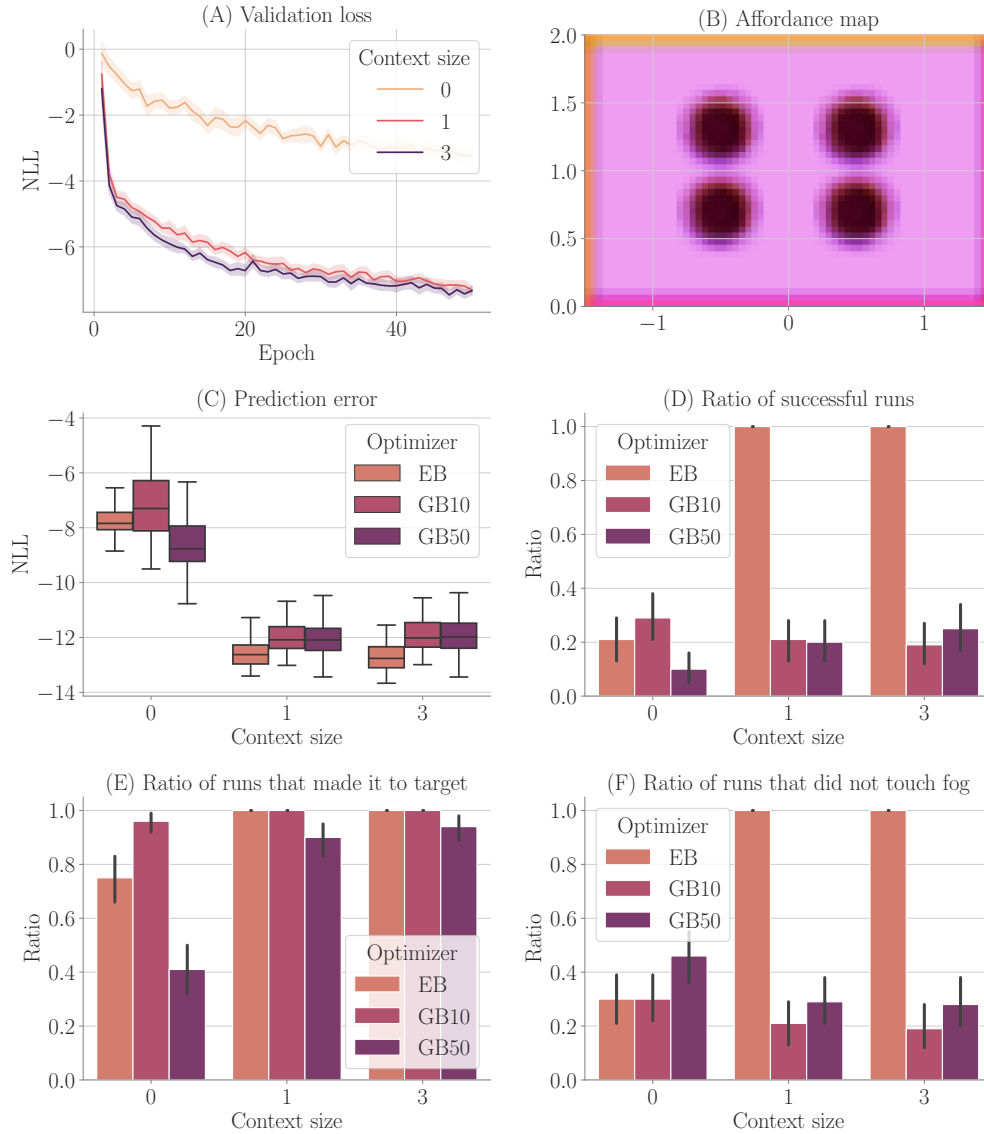 (A) Validation loss
0
−2
−4
−6
NLL
0
20
40
Epoch
Context size
0
1
3
(B) Affordance map
2.0
1.5
1.0
0.5
0.0
−1
0
1
(C) Prediction error
−4
−6
−8
−10
−12
−14
NLL
0
1
3
Context size
Optimizer
EB
GB10
GB50
(D) Ratio of successful runs
1.0
0.8
0.6
0.4
0.2
0.0
Ratio
0
1
3
Context size
Optimizer
EB
GB10
GB50
(E) Ratio of runs that made it to target
1.0
0.8
0.6
0.4
0.2
0.0
Ratio
0
1
3
Context size
Optimizer
EB
GB10
GB50
(F) Ratio of runs that did not touch fog
1.0
0.8
0.6
0.4
0.2
0.0
Ratio
0
1
3
Context size
Optimizer
EB
GB10
GB50